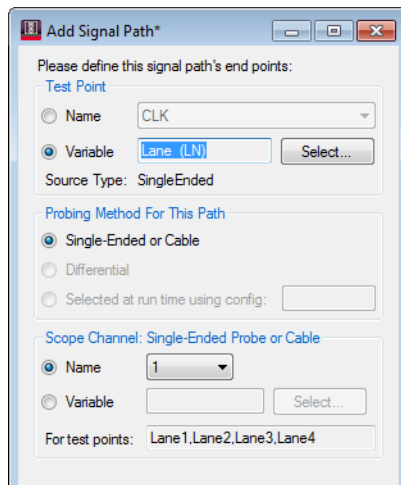 Add Signal Path*
Please define this signal path's end points:
Test Point
Name CLK
Variable Lane (LN) Select...
Source Type: SingleEnded
Probing Method For This Path
Single-Ended or Cable
Differential
Selected at run time using config:
Scope Channel: Single-Ended Probe or Cable
Name 1
Variable Select...
For test points: Lane1,Lane2,Lane3,Lane4